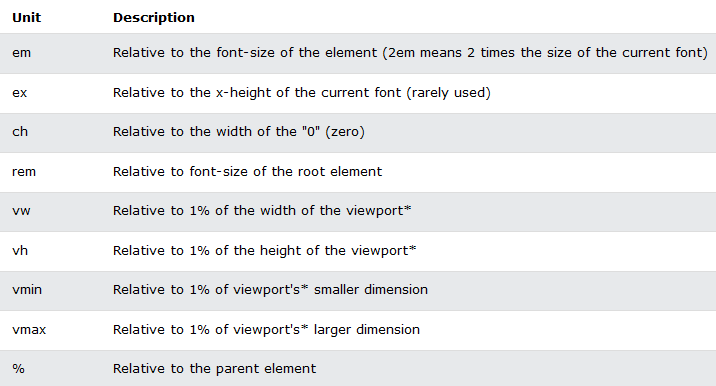 Unit Description
em Relative to the font-size of the element (2em means 2 times the size of the current font)
ex Relative to the x-height of the current font (rarely used)
ch Relative to the width of the "0" (zero)
rem Relative to font-size of the root element
vw Relative to 1% of the width of the viewport*
vh Relative to 1% of the height of the viewport*
vmin Relative to 1% of viewport's* smaller dimension
vmax Relative to 1% of viewport's* larger dimension
% Relative to the parent element